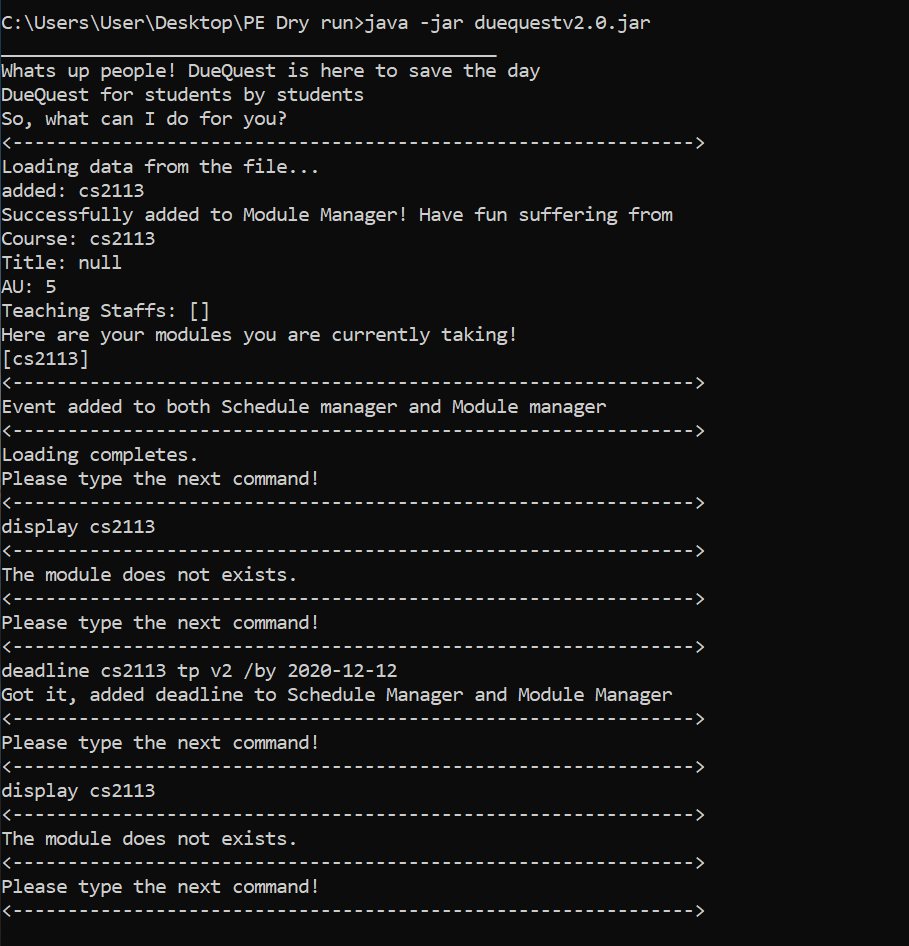 C:\Users\User\Desktop\PE Dry run>java -jar duequestv2.0.jar
_____________________________________________
Whats up people! DueQuest is here to save the day
DueQuest for students by students
So, what can I do for you?
<-------------------------------------------------------------->
Loading data from the file...
added: cs2113
Successfully added to Module Manager! Have fun suffering from
Course: cs2113
Title: null
AU: 5
Teaching Staffs: []
Here are your modules you are currently taking!
[cs2113]
<-------------------------------------------------------------->
Event added to both Schedule manager and Module manager
<-------------------------------------------------------------->
Loading completes.
Please type the next command!
<-------------------------------------------------------------->
display cs2113
<-------------------------------------------------------------->
The module does not exists.
<-------------------------------------------------------------->
Please type the next command!
<-------------------------------------------------------------->
deadline cs2113 tp v2 /by 2020-12-12
Got it, added deadline to Schedule Manager and Module Manager
<-------------------------------------------------------------->
Please type the next command!
<-------------------------------------------------------------->
display cs2113
<-------------------------------------------------------------->
The module does not exists.
<-------------------------------------------------------------->
Please type the next command!
<-------------------------------------------------------------->